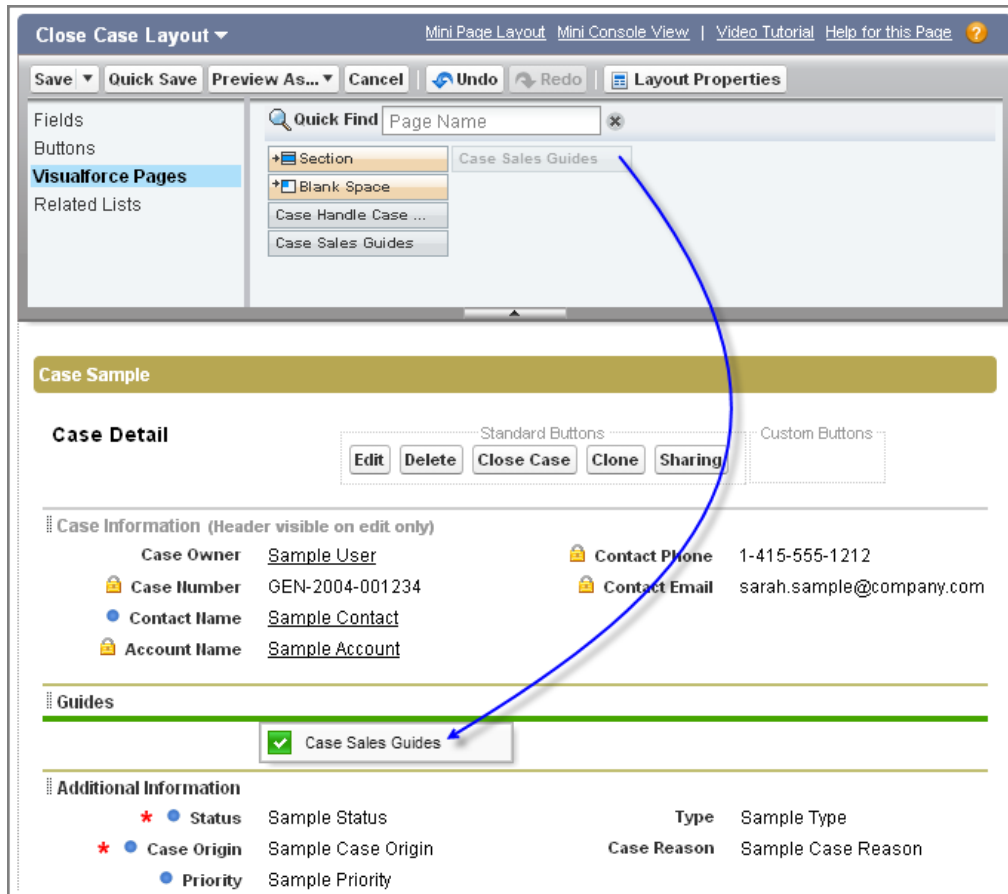 Close Case Layout Mini Page Layout Mini Console View | Video Tutorial Help for this Page ?
Save Quick Save Preview As... Cancel Undo Redo Layout Properties
Fields
Buttons
Visualforce Pages
Related Lists
Quick Find Page Name
Section Case Sales Guides
Blank Space
Case Handle Case ...
Case Sales Guides
Case Sample
Case Detail
Standard Buttons Custom Buttons
Edit Delete Close Case Clone Sharing
Case Information (Header visible on edit only)
Case Owner Sample User Contact Phone 1-415-555-1212
Case Number GEN-2004-001234 Contact Email sarah.sample@company.com
Contact Name Sample Contact
Account Name Sample Account
Guides
Case Sales Guides
Additional Information
* Status Sample Status Type Sample Type
* Case Origin Sample Case Origin Case Reason Sample Case Reason
Priority Sample Priority